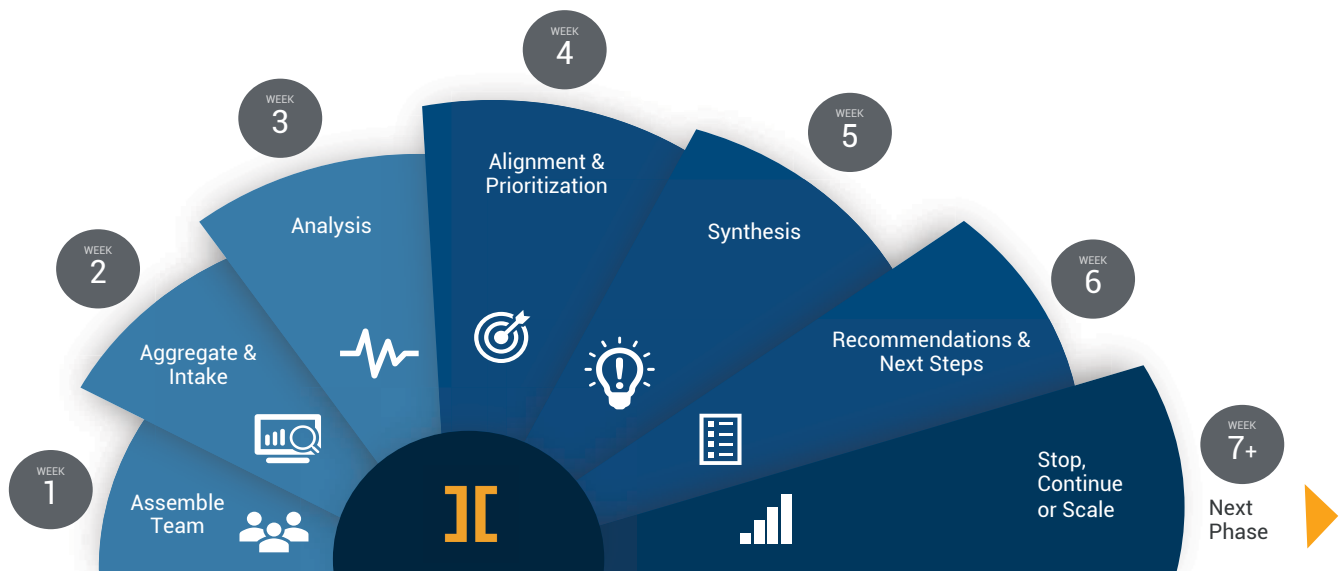 WEEK
1
Assemble
Team
WEEK
2
Aggregate &
Intake
WEEK
3
Analysis
WEEK
4
Alignment &
Prioritization
WEEK
5
Synthesis
WEEK
6
Recommendations &
Next Steps
WEEK
7+
Stop,
Continue
or Scale
Next
Phase